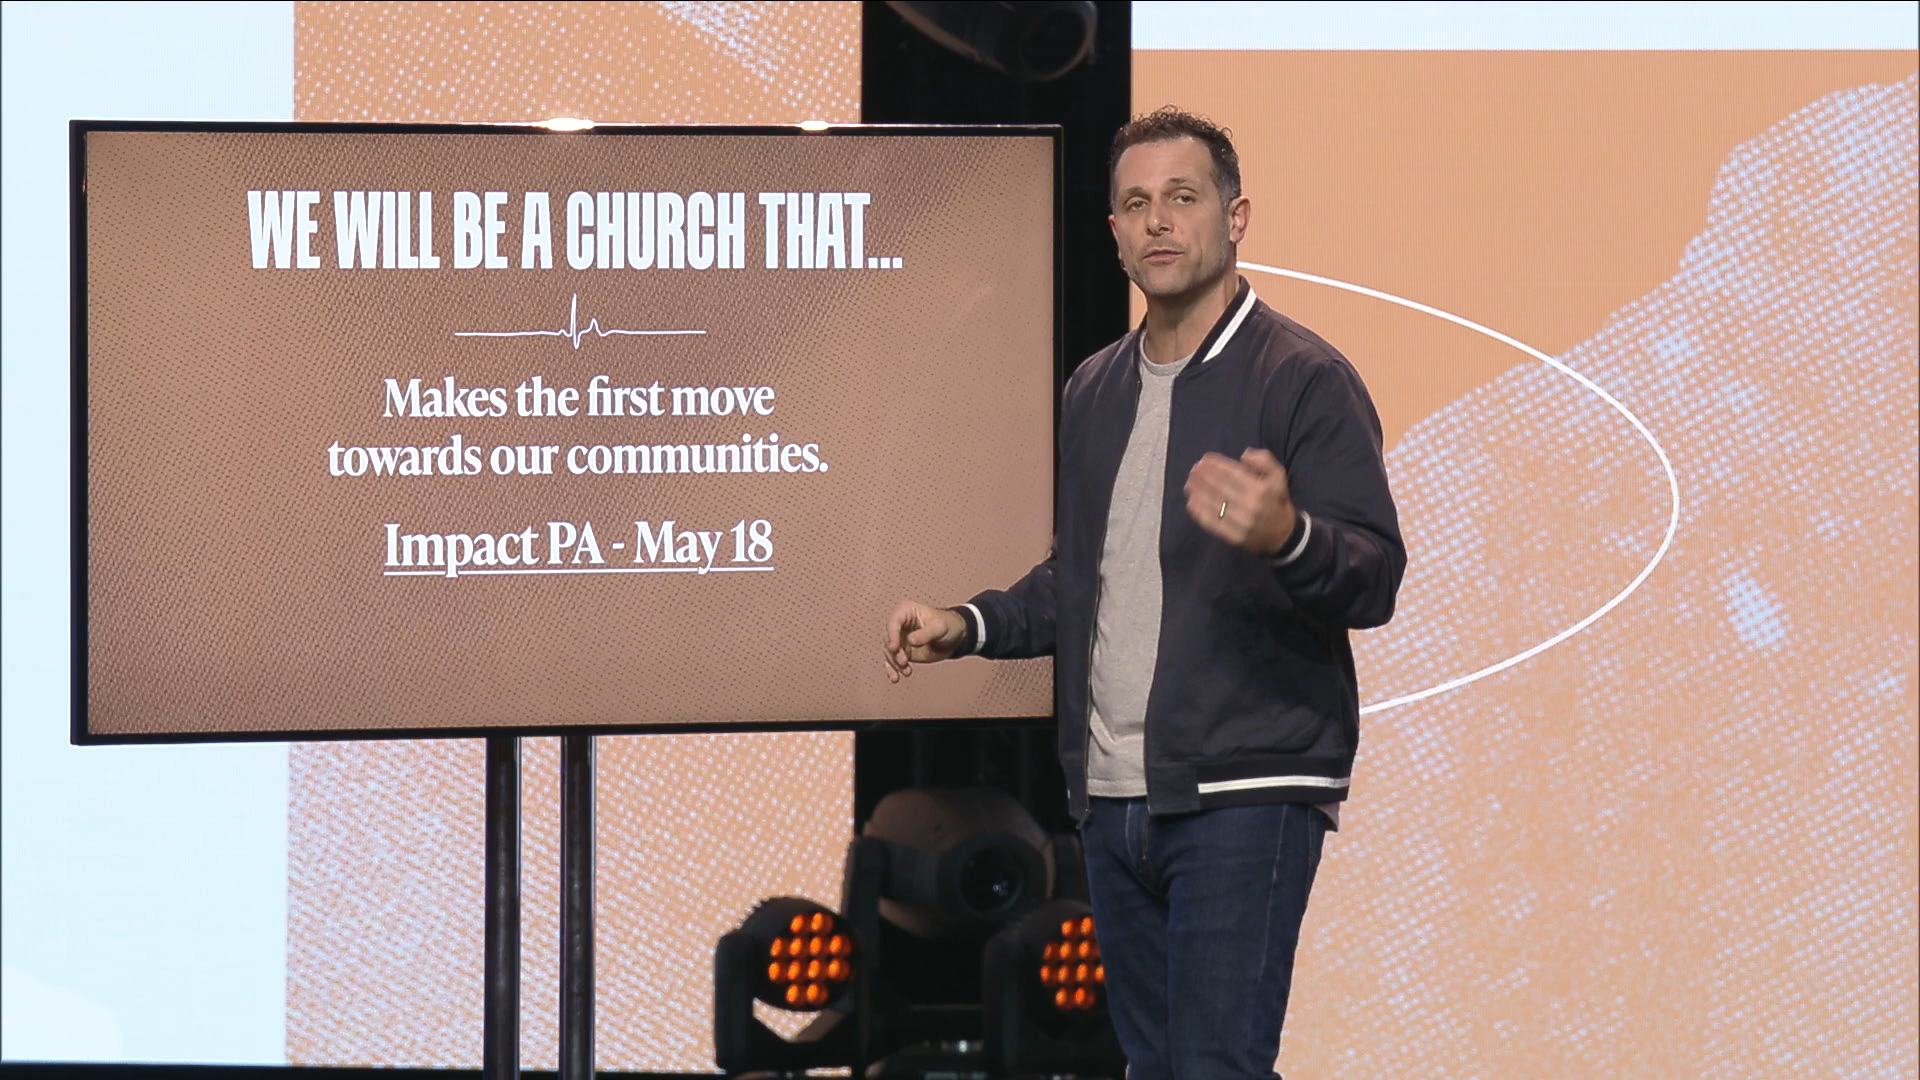 WE WILL BE A CHURCH THAT...
Makes the first move
towards our communities.
Impact PA - May 18